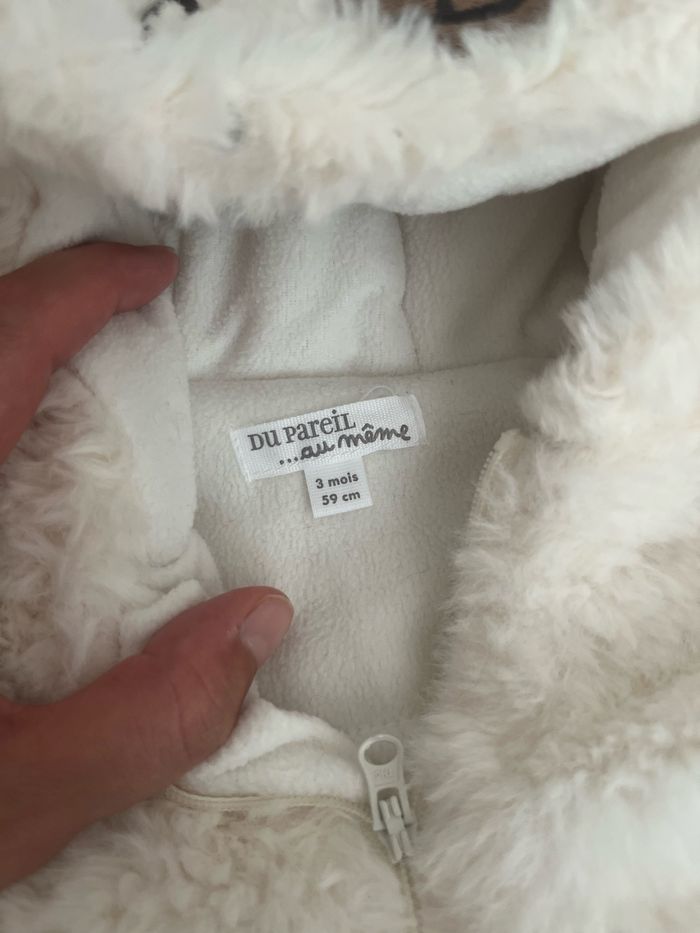 DU PAREIL
...au même
3 mois
59 cm